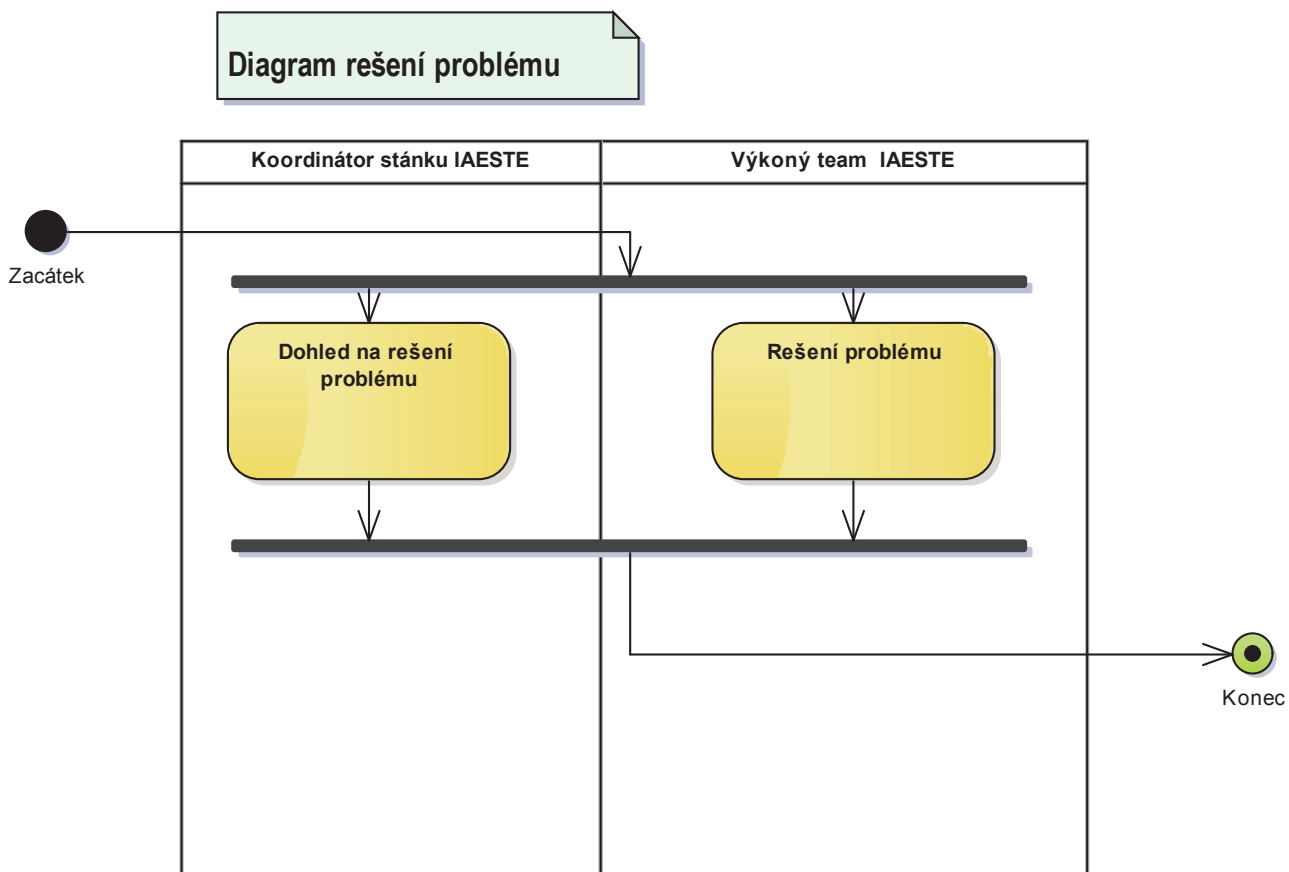 Diagram rešení problému
Koordinátor stánku IAESTE
Výkoný team IAESTE
Zacátek
Dohled na rešení
problému
Rešení problému
Konec